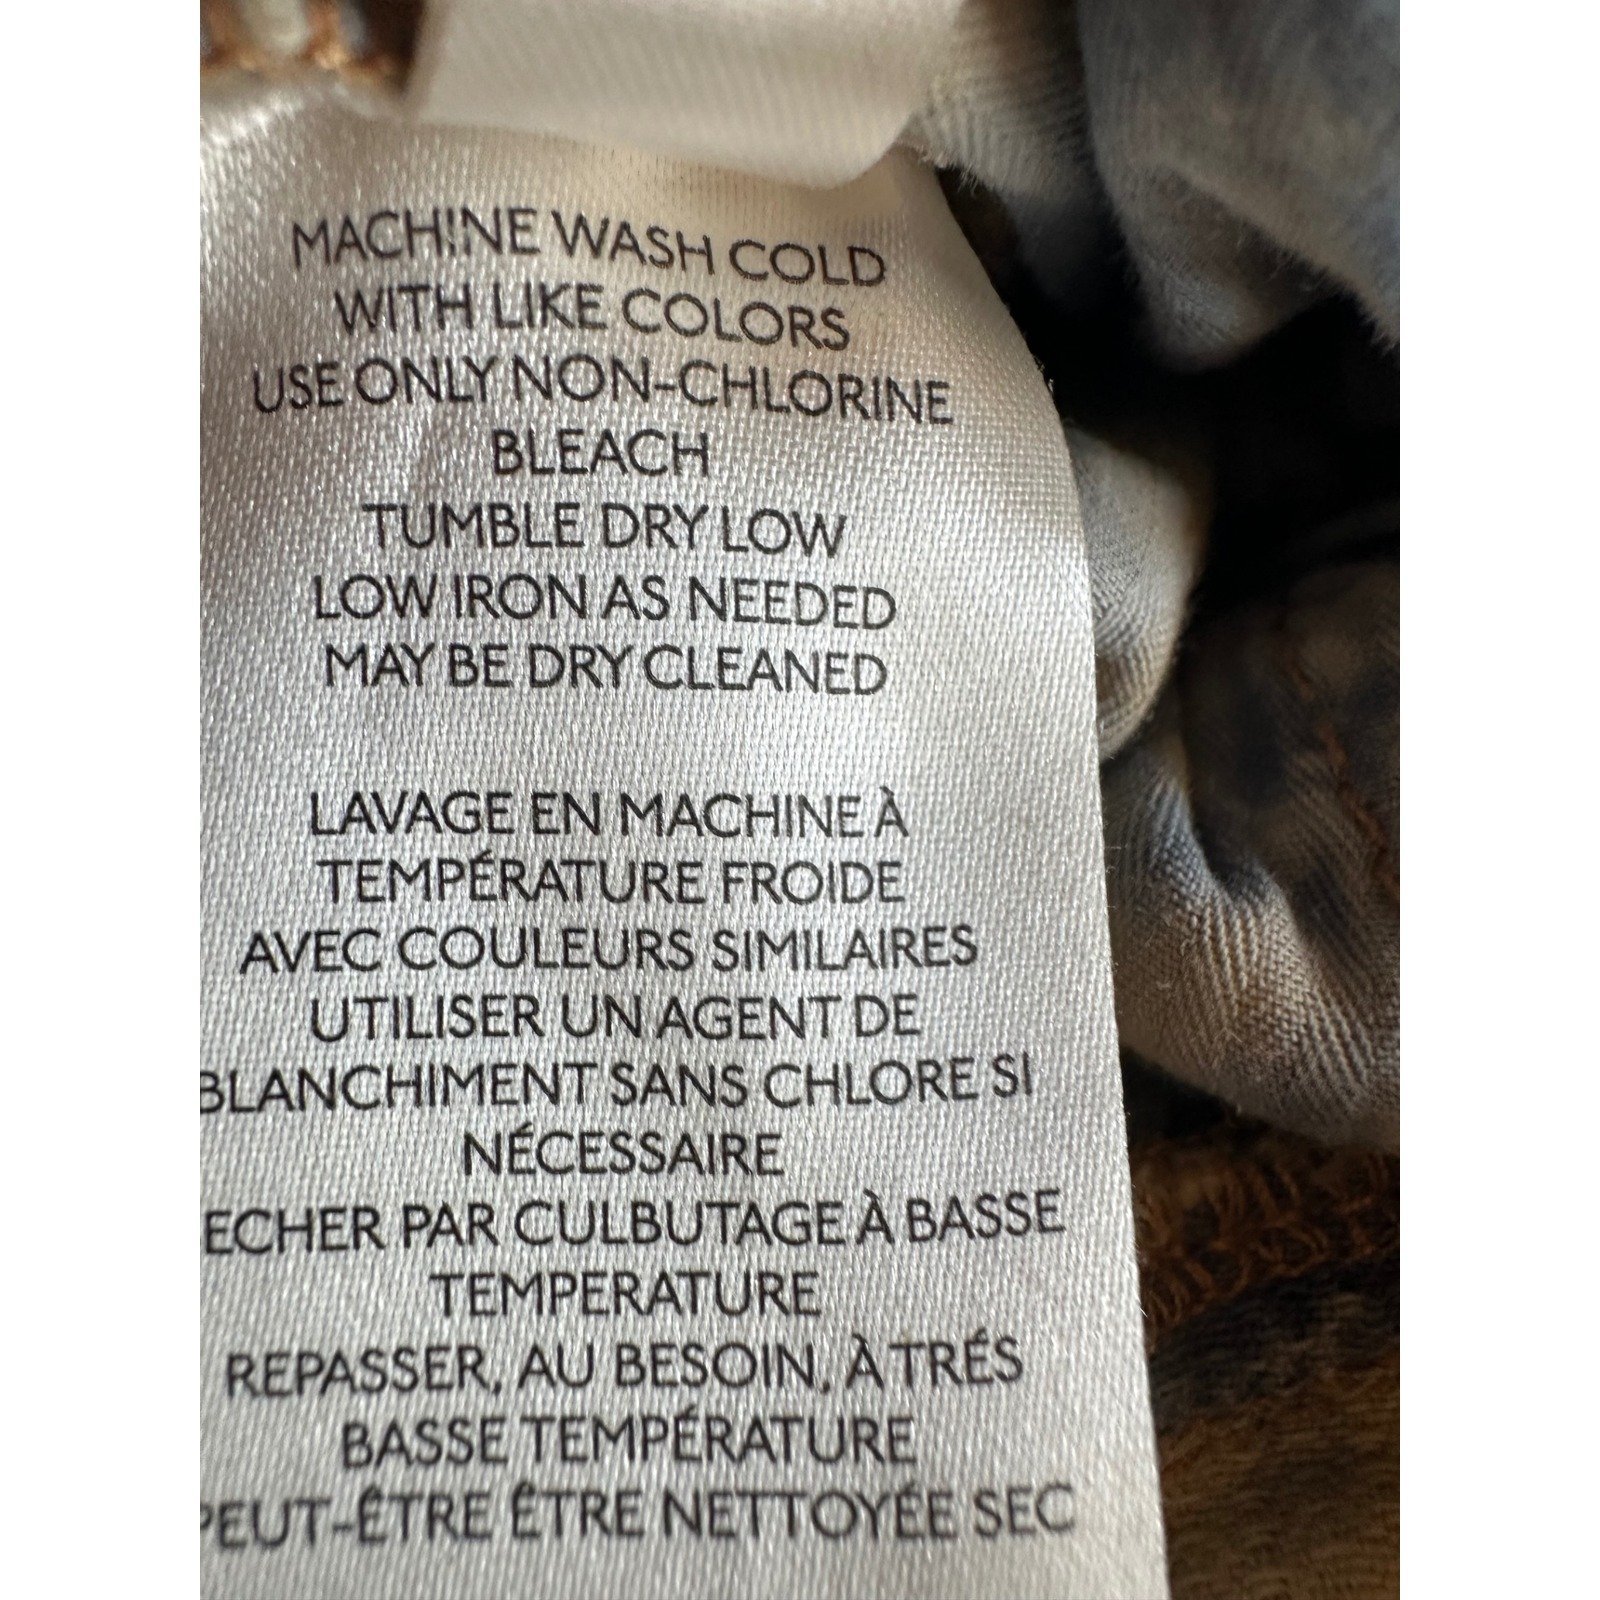 MACHINE WASH COLD
WITH LIKE COLORS
USE ONLY NON-CHLORINE
BLEACH
TUMBLE DRY LOW
LOW IRON AS NEEDED
MAY BE DRY CLEANED
LAVAGE EN MACHINE À
TEMPÉRATURE FROIDE
AVEC COULEURS SIMILAIRES
UTILISER UN AGENT DE
BLANCHIMENT SANS CHLORE SI
NÉCESSAIRE
ECHER PAR CULBUTAGE À BASSE
TEMPERATURE
REPASSER, AU BESOIN, À TRÉS
BASSE TEMPÉRATURE
PEUT-ÊTRE ÊTRE NETTOYÉE SEC